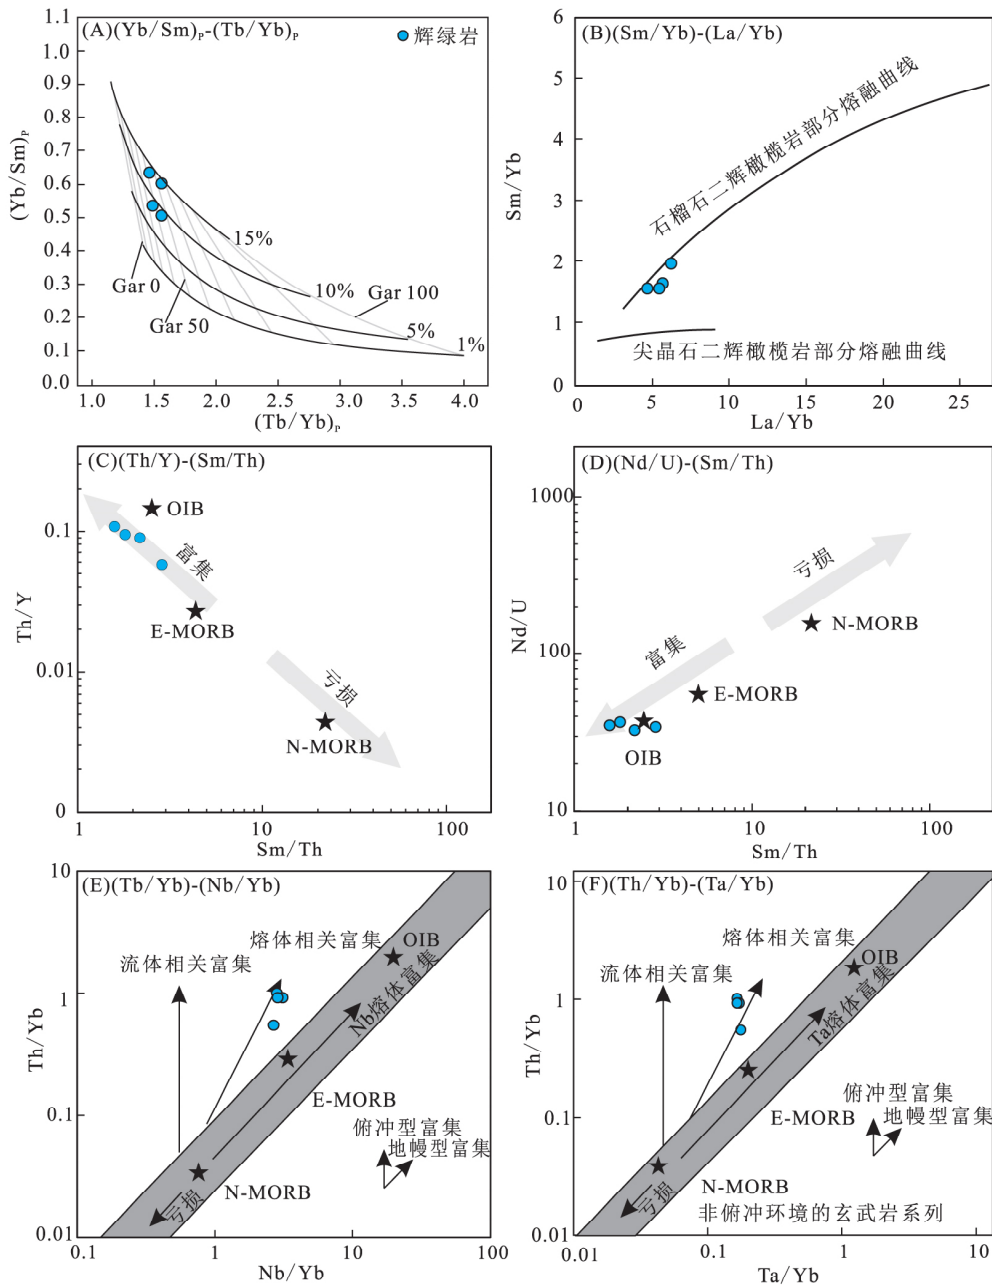 (A)(Yb/Sm)P-(Tb/Yb)P
辉绿岩
1.1
1.0
0.9
0.8
0.7
0.6
0.5
0.4
0.3
0.2
0.1
0.0
(Yb/Sm)P
15%
10%
5%
1%
Gar 0
Gar 50
Gar 100
1.0 1.5 2.0 2.5 3.0 3.5 4.0
(Tb/Yb)P
(B)(Sm/Yb)-(La/Yb)
6
5
4
3
2
1
0
Sm/Yb
石榴石二辉橄榄岩部分熔融曲线
尖晶石二辉橄榄岩部分熔融曲线
0 5 10 15 20 25
La/Yb
(C)(Th/Y)-(Sm/Th)
0.1
0.01
0
Th/Y
OIB
富集
E-MORB
亏损
N-MORB
1 10 100
Sm/Th
(D)(Nd/U)-(Sm/Th)
1000
100
10
Nd/U
亏损
N-MORB
富集
E-MORB
OIB
1 10 100
Sm/Th
(E)(Tb/Yb)-(Nb/Yb)
10
1
0.1
0.01
Th/Yb
熔体相关富集
OIB
流体相关富集
Nb熔体富集
E-MORB
俯冲型富集
地幔型富集
N-MORB
亏损
0.1 1 10 100
Nb/Yb
(F)(Th/Yb)-(Ta/Yb)
10
1
0.1
0.01
Th/Yb
熔体相关富集
OIB
流体相关富集
Ta熔体富集
俯冲型富集
E-MORB
地幔型富集
N-MORB
亏损
非俯冲环境的玄武岩系列
0.01 0.1 1 10
Ta/Yb